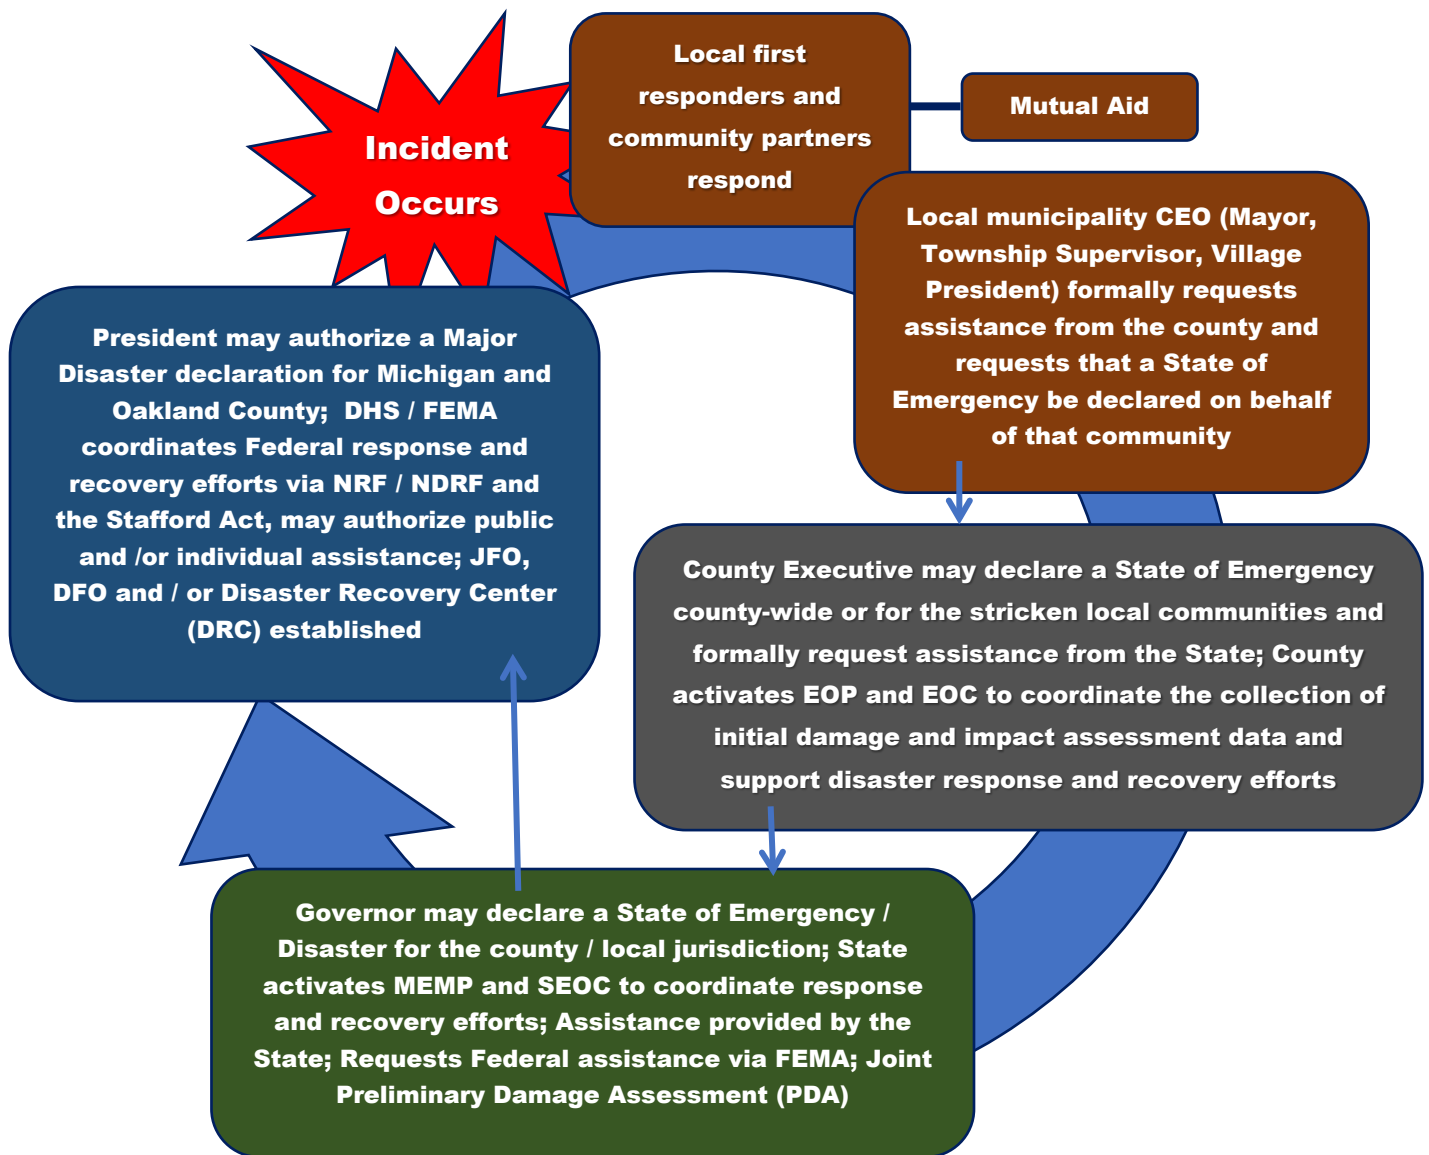 Incident
Occurs
Local first
responders and
community partners
respond
Mutual Aid
Local municipality CEO (Mayor,
Township Supervisor, Village
President) formally requests
assistance from the county and
requests that a State of
Emergency be declared on behalf
of that community
County Executive may declare a State of Emergency
county-wide or for the stricken local communities and
formally request assistance from the State; County
activates EOP and EOC to coordinate the collection of
initial damage and impact assessment data and
support disaster response and recovery efforts
Governor may declare a State of Emergency /
Disaster for the county / local jurisdiction; State
activates MEMP and SEOC to coordinate response
and recovery efforts; Assistance provided by the
State; Requests Federal assistance via FEMA; Joint
Preliminary Damage Assessment (PDA)
President may authorize a Major
Disaster declaration for Michigan and
Oakland County;  DHS / FEMA
coordinates Federal response and
recovery efforts via NRF / NDRF and
the Stafford Act, may authorize public
and /or individual assistance; JFO,
DFO and / or Disaster Recovery Center
(DRC) established